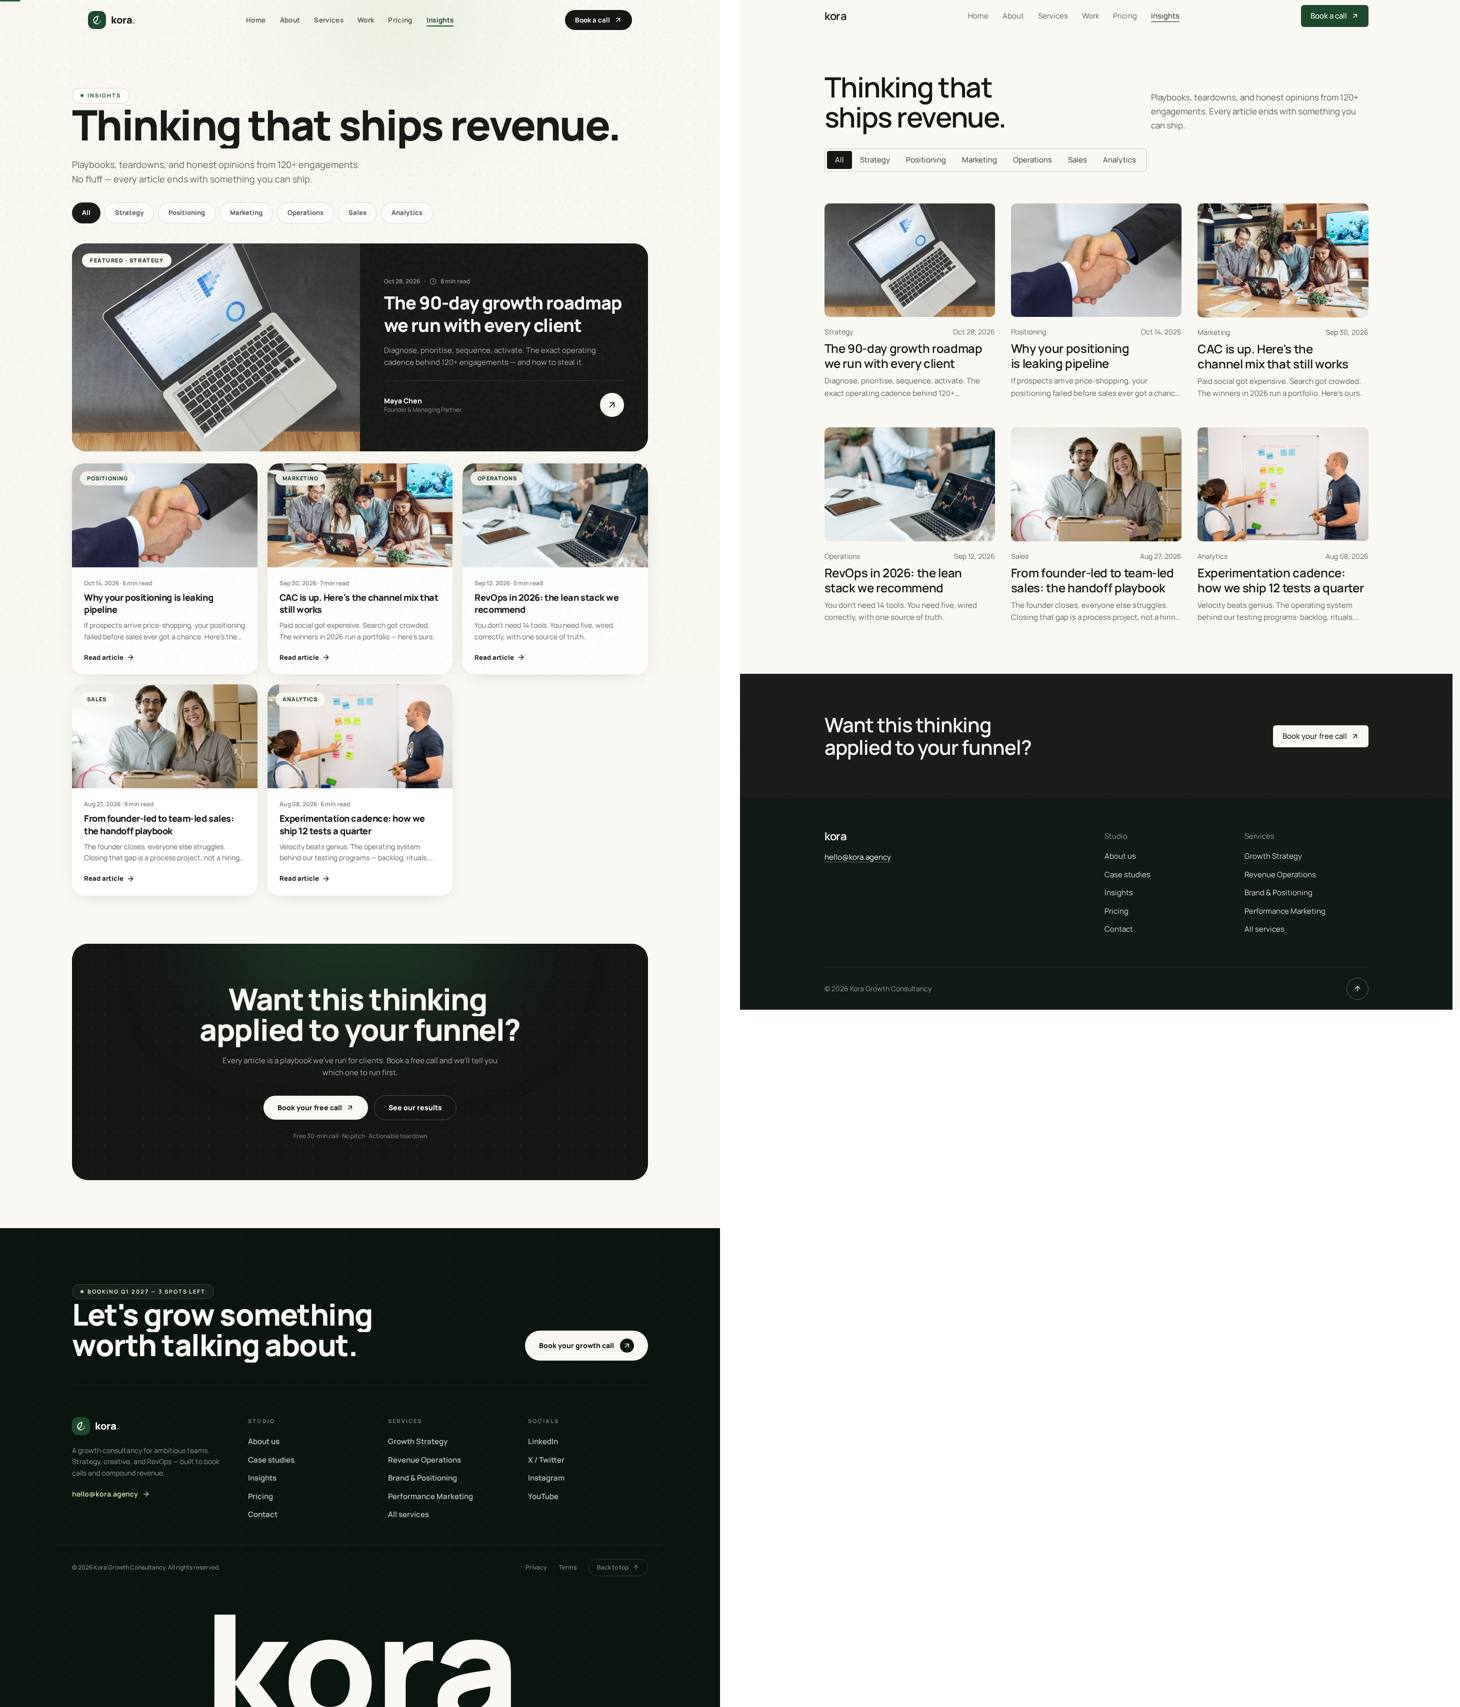 kora.
Home About Services Work Pricing Insights
Book a call
INSIGHTS
Thinking that ships revenue.
Playbooks, teardowns, and honest opinions from 120+ engagements.
No fluff — every article ends with something you can ship.
All Strategy Positioning Marketing Operations Sales Analytics
FEATURED · STRATEGY
Oct 28, 2026 · 8 min read
The 90-day growth roadmap
we run with every client
Diagnose, prioritise, sequence, activate. The exact operating
cadence behind 120+ engagements — and how to steal it.
Maya Chen
Founder & Managing Partner
POSITIONING
Oct 14, 2026 · 6 min read
Why your positioning is leaking
pipeline
If prospects arrive price-shopping, your positioning
failed before sales ever got a chance. Here's the…
Read article
MARKETING
Sep 30, 2026 · 7 min read
CAC is up. Here's the channel mix that
still works
Paid social got expensive. Search got crowded.
The winners in 2026 run a portfolio — here's ours.
Read article
OPERATIONS
Sep 12, 2026 · 5 min read
RevOps in 2026: the lean stack we
recommend
You don't need 14 tools. You need five, wired
correctly, with one source of truth.
Read article
SALES
Aug 27, 2026 · 9 min read
From founder-led to team-led sales:
the handoff playbook
The founder closes, everyone else struggles.
Closing that gap is a process project, not a hiring…
Read article
ANALYTICS
Aug 08, 2026 · 6 min read
Experimentation cadence: how we
ship 12 tests a quarter
Velocity beats genius. The operating system
behind our testing programs — backlog, rituals,…
Read article
Want this thinking
applied to your funnel?
Every article is a playbook we've run for clients. Book a free call and we'll tell you
which one to run first.
Book your free call
See our results
Free 30-min call · No pitch · Actionable teardown
BOOKING Q1 2027 — 3 SPOTS LEFT
Let's grow something
worth talking about.
Book your growth call
kora.
A growth consultancy for ambitious teams.
Strategy, creative, and RevOps — built to book
calls and compound revenue.
hello@kora.agency
STUDIO
About us
Case studies
Insights
Pricing
Contact
SERVICES
Growth Strategy
Revenue Operations
Brand & Positioning
Performance Marketing
All services
SOCIALS
LinkedIn
X / Twitter
Instagram
YouTube
© 2026 Kora Growth Consultancy. All rights reserved.
Privacy Terms Back to top
kora
kora
Home About Services Work Pricing Insights
Book a call
Thinking that
ships revenue.
Playbooks, teardowns, and honest opinions from 120+
engagements. Every article ends with something you
can ship.
All Strategy Positioning Marketing Operations Sales Analytics
Strategy Oct 28, 2026
The 90-day growth roadmap
we run with every client
Diagnose, prioritise, sequence, activate. The
exact operating cadence behind 120+…
Positioning Oct 14, 2026
Why your positioning
is leaking pipeline
If prospects arrive price-shopping, your
positioning failed before sales ever got a chanc…
Marketing Sep 30, 2026
CAC is up. Here's the
channel mix that still works
Paid social got expensive. Search got crowded.
The winners in 2026 run a portfolio. Here's ours.
Operations Sep 12, 2026
RevOps in 2026: the lean
stack we recommend
You don't need 14 tools. You need five, wired
correctly, with one source of truth.
Sales Aug 27, 2026
From founder-led to team-led
sales: the handoff playbook
The founder closes, everyone else struggles.
Closing that gap is a process project, not a hirin…
Analytics Aug 08, 2026
Experimentation cadence:
how we ship 12 tests a quarter
Velocity beats genius. The operating system
behind our testing programs: backlog, rituals,…
Want this thinking
applied to your funnel?
Book your free call
kora
hello@kora.agency
Studio
About us
Case studies
Insights
Pricing
Contact
Services
Growth Strategy
Revenue Operations
Brand & Positioning
Performance Marketing
All services
© 2026 Kora Growth Consultancy